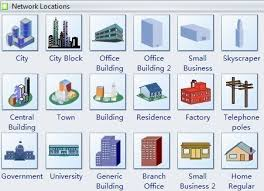 Network Locations
City
City Block
Office
Building
Office
Building 2
Small
Business
Skyscraper
Central
Building
Town
Building
Residence
Factory
Telephone
poles
Government
University
Generic
Building
Branch
Office
Small
Business 2
Home
Regular